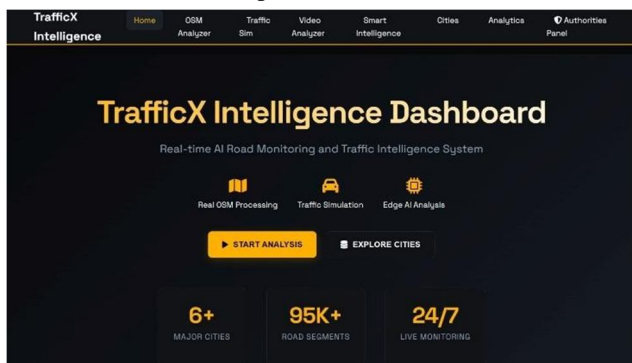 TrafficX Intelligence
Home
OSM Analyzer
Traffic Sim
Video Analyzer
Smart Intelligence
Cities
Analytics
Authorities Panel
TrafficX Intelligence Dashboard
Real-time AI Road Monitoring and Traffic Intelligence System
Real OSM Processing
Traffic Simulation
Edge AI Analysis
START ANALYSIS
EXPLORE CITIES
6+
MAJOR CITIES
95K+
ROAD SEGMENTS
24/7
LIVE MONITORING